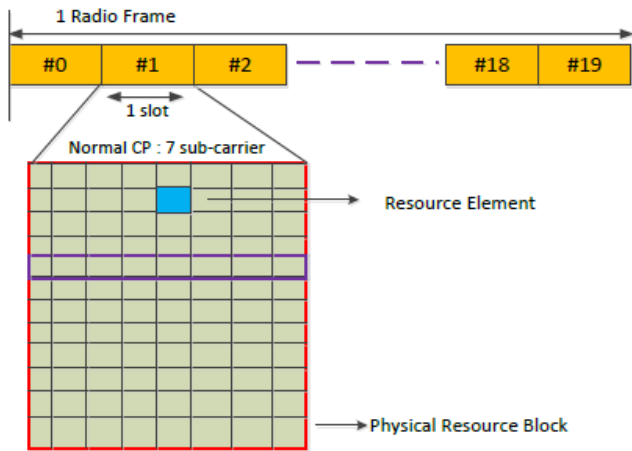 1 Radio Frame
#0 #1 #2 #18 #19
1 slot
Normal CP : 7 sub-carrier
Resource Element
Physical Resource Block